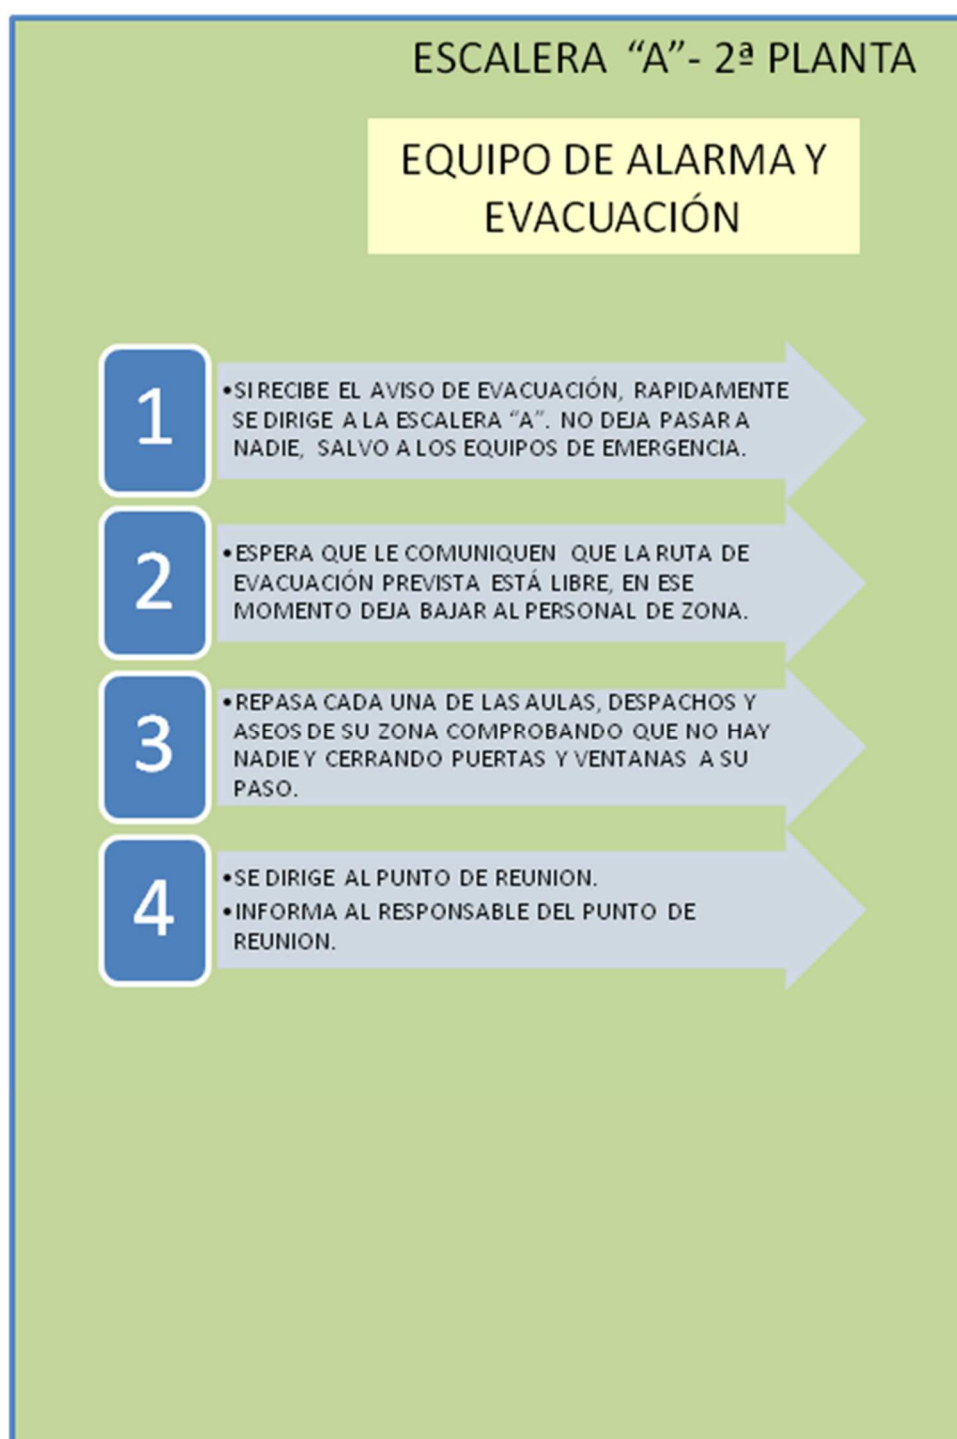 ESCALERA “A”- 2ª PLANTA
EQUIPO DE ALARMA Y
EVACUACIÓN
1
•SI RECIBE EL AVISO DE EVACUACIÓN, RAPIDAMENTE
SE DIRIGE A LA ESCALERA “A”. NO DEJA PASAR A
NADIE, SALVO A LOS EQUIPOS DE EMERGENCIA.
2
•ESPERA QUE LE COMUNIQUEN QUE LA RUTA DE
EVACUACIÓN PREVISTA ESTÁ LIBRE, EN ESE
MOMENTO DEJA BAJAR AL PERSONAL DE ZONA.
3
•REPASA CADA UNA DE LAS AULAS, DESPACHOS Y
ASEOS DE SU ZONA COMPROBANDO QUE NO HAY
NADIE Y CERRANDO PUERTAS Y VENTANAS A SU
PASO.
4
•SE DIRIGE AL PUNTO DE REUNION.
•INFORMA AL RESPONSABLE DEL PUNTO DE
REUNION.